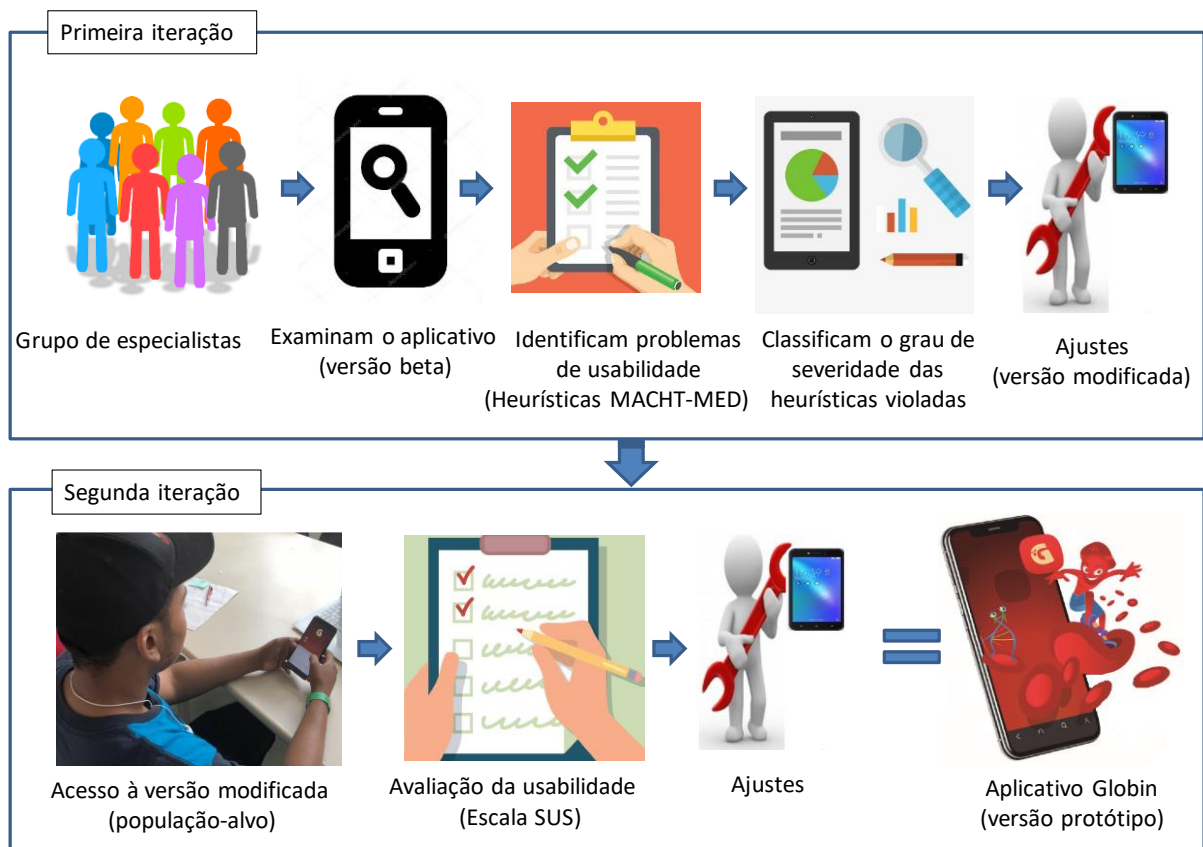 Primeira iteração
Grupo de especialistas
Examinam o aplicativo
(versão beta)
Identificam problemas
de usabilidade
(Heurísticas MACHT-MED)
Classificam o grau de
severidade das
heurísticas violadas
Ajustes
(versão modificada)
Segunda iteração
Acesso à versão modificada
(população-alvo)
Avaliação da usabilidade
(Escala SUS)
Ajustes
G
Aplicativo Globin
(versão protótipo)